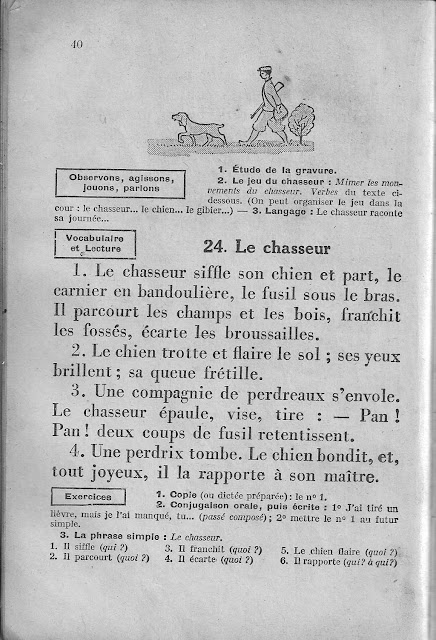 40
Observons, agissons,
jouons, parlons
1. Étude de la gravure.
2. Le jeu du chasseur : Mimer les mou-
vements du chasseur. Verbes du texte ci-
dessous. (On peut organiser le jeu dans la
cour : le chasseur... le chien... le gibier...) — 3. Langage : Le chasseur raconte
sa journée...
Vocabulaire
et Lecture
24. Le chasseur
1. Le chasseur siffle son chien et part, le
carnier en bandoulière, le fusil sous le bras.
Il parcourt les champs et les bois, franchit
les fossés, écarte les broussailles.
2. Le chien trotte et flaire le sol ; ses yeux
brillent ; sa queue frétille.
3. Une compagnie de perdreaux s'envole.
Le chasseur épaule, vise, tire : — Pan !
Pan ! deux coups de fusil retentissent.
4. Une perdrix tombe. Le chien bondit, et,
tout joyeux, il la rapporte à son maître.
Exercices
1. Copie (ou dictée préparée) : le n° 1.
2. Conjugaison orale, puis écrite : 1° J'ai tiré un
lièvre, mais je l'ai manqué, tu... (passé composé) ; 2° mettre le n° 1 au futur
simple.
3. La phrase simple : Le chasseur.
1. Il siffle (qui ?) 3. Il franchit (quoi ?) 5. Le chien flaire (quoi ?)
2. Il parcourt (quoi ?) 4. Il écarte (quoi ?) 6. Il rapporte (qui? à qui?)